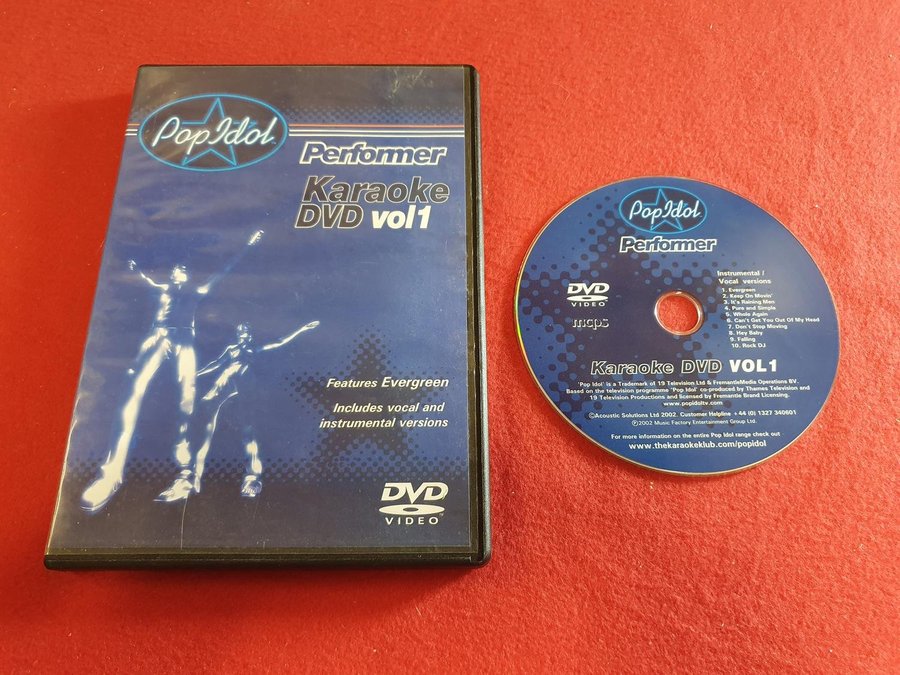 Pop Idol
Performer
Karaoke
DVD vol1
Features Evergreen
Includes vocal and
instrumental versions
DVD
VIDEO
Pop Idol
Performer
Instrumental /
Vocal versions
1. Evergreen
2. Keep On Movin'
3. It's Raining Men
4. Pure and Simple
5. Whole Again
6. Can't Get You Out Of My Head
7. Don't Stop Moving
8. Hey Baby
9. Falling
10. Rock DJ
DVD
VIDEO
mcps
Karaoke DVD VOL1
'Pop Idol' is a Trademark of 19 Television Ltd & FremantleMedia Operations BV.
Based on the television programme 'Pop Idol' co-produced by Thames Television and
19 Television Productions and licensed by Fremantle Brand Licensing.
www.popidoltv.com
©Acoustic Solutions Ltd 2002. Customer Helpline +44 (0) 1327 340601
℗2002 Music Factory Entertainment Group Ltd.
For more information on the entire Pop Idol range check out
www.thekaraokeklub.com/popidol